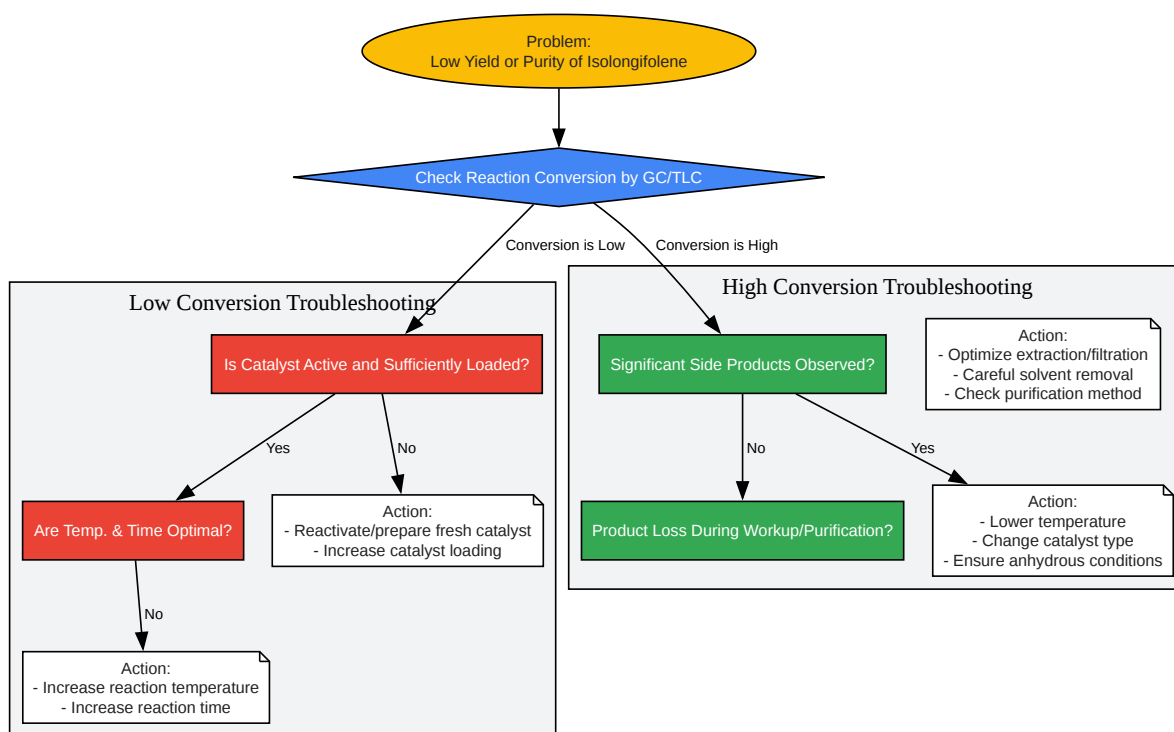 Problem:
Low Yield or Purity of Isolongifolene
Check Reaction Conversion by GC/TLC
Conversion is Low
Conversion is High
Low Conversion Troubleshooting
Is Catalyst Active and Sufficiently Loaded?
Yes
No
Are Temp. & Time Optimal?
Action:
- Reactivate/prepare fresh catalyst
- Increase catalyst loading
No
Action:
- Increase reaction temperature
- Increase reaction time
High Conversion Troubleshooting
Significant Side Products Observed?
Action:
- Optimize extraction/filtration
- Careful solvent removal
- Check purification method
No
Yes
Product Loss During Workup/Purification?
Action:
- Lower temperature
- Change catalyst type
- Ensure anhydrous conditions